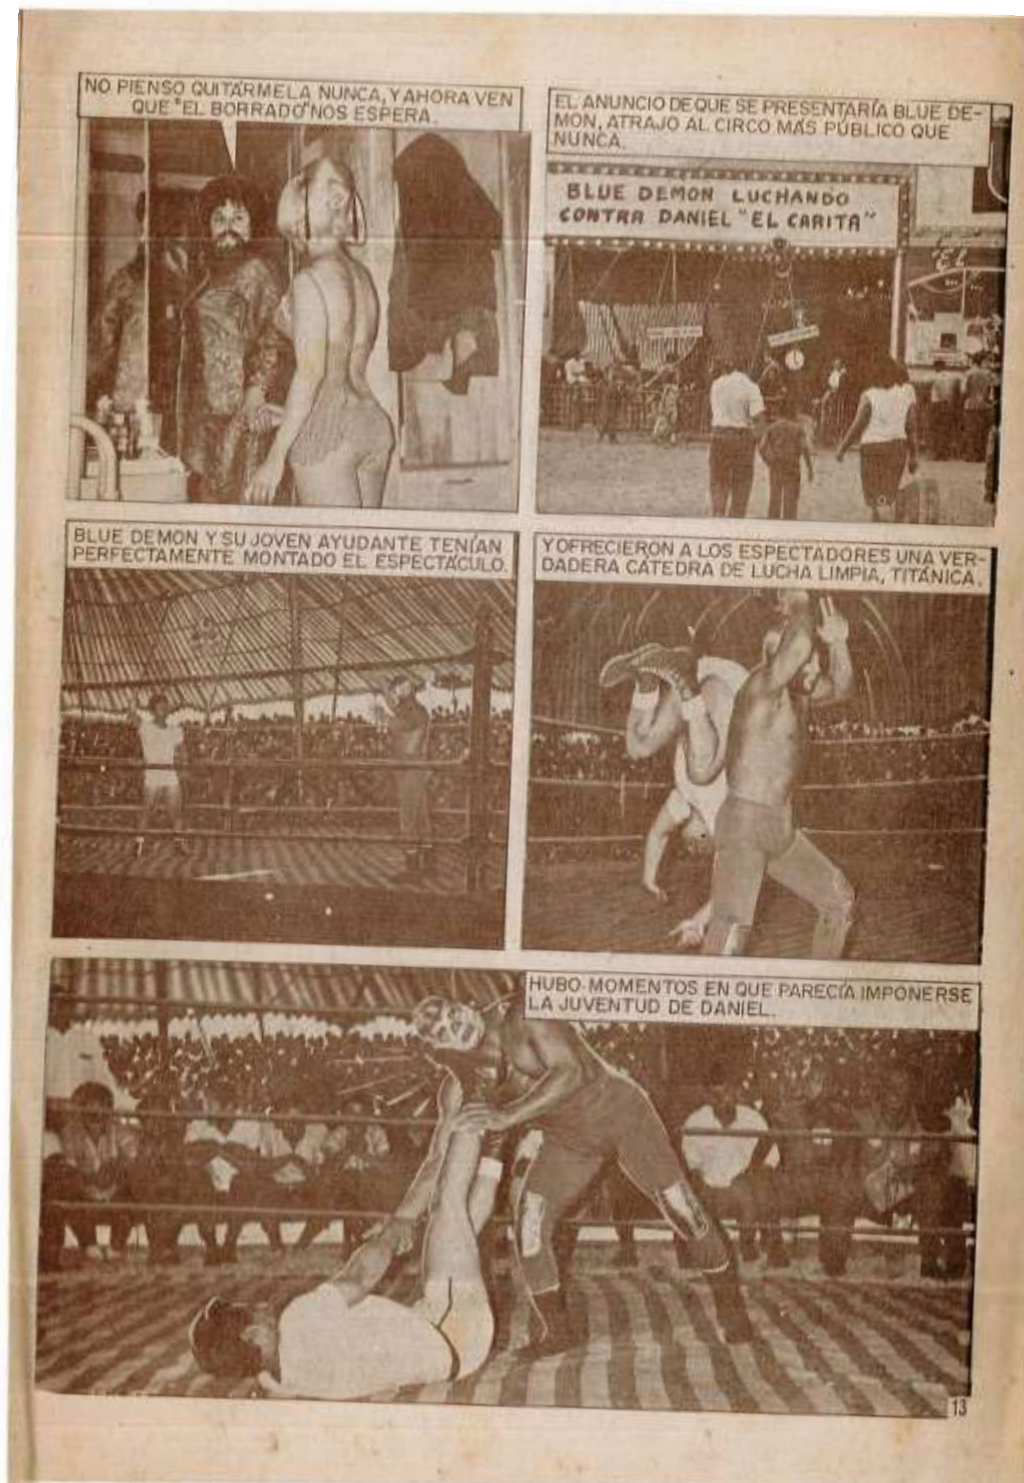 NO PIENSO QUITÁRMELA NUNCA, Y AHORA VEN
QUE "EL BORRADO" NOS ESPERA.
EL ANUNCIO DE QUE SE PRESENTARÍA BLUE DE-
MON, ATRAJO AL CIRCO MÁS PÚBLICO QUE
NUNCA.
BLUE DEMON LUCHANDO
CONTRA DANIEL "EL CARITA"
El
BLUE DEMON Y SU JOVEN AYUDANTE TENÍAN
PERFECTAMENTE MONTADO EL ESPECTÁCULO.
Y OFRECIERON A LOS ESPECTADORES UNA VER-
DADERA CÁTEDRA DE LUCHA LIMPIA, TITÁNICA.
HUBO MOMENTOS EN QUE PARECÍA IMPONERSE
LA JUVENTUD DE DANIEL.
13